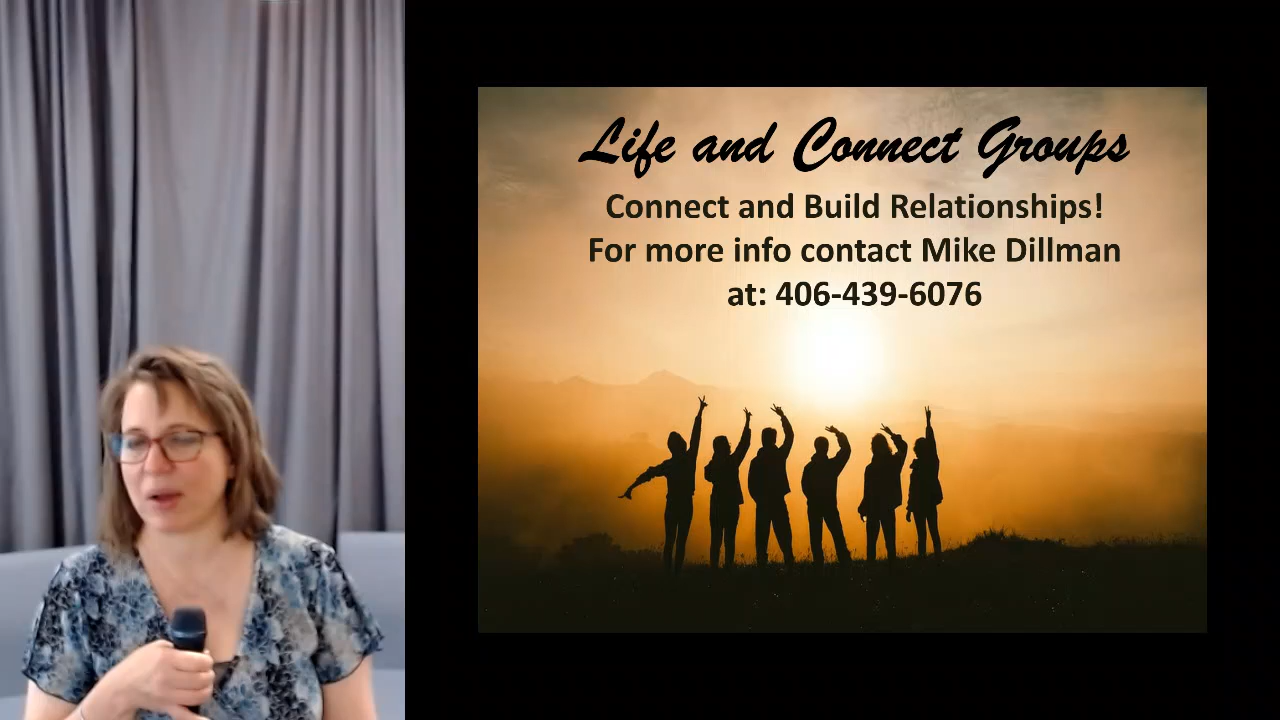 Life and Connect Groups
Connect and Build Relationships!
For more info contact Mike Dillman
at: 406-439-6076